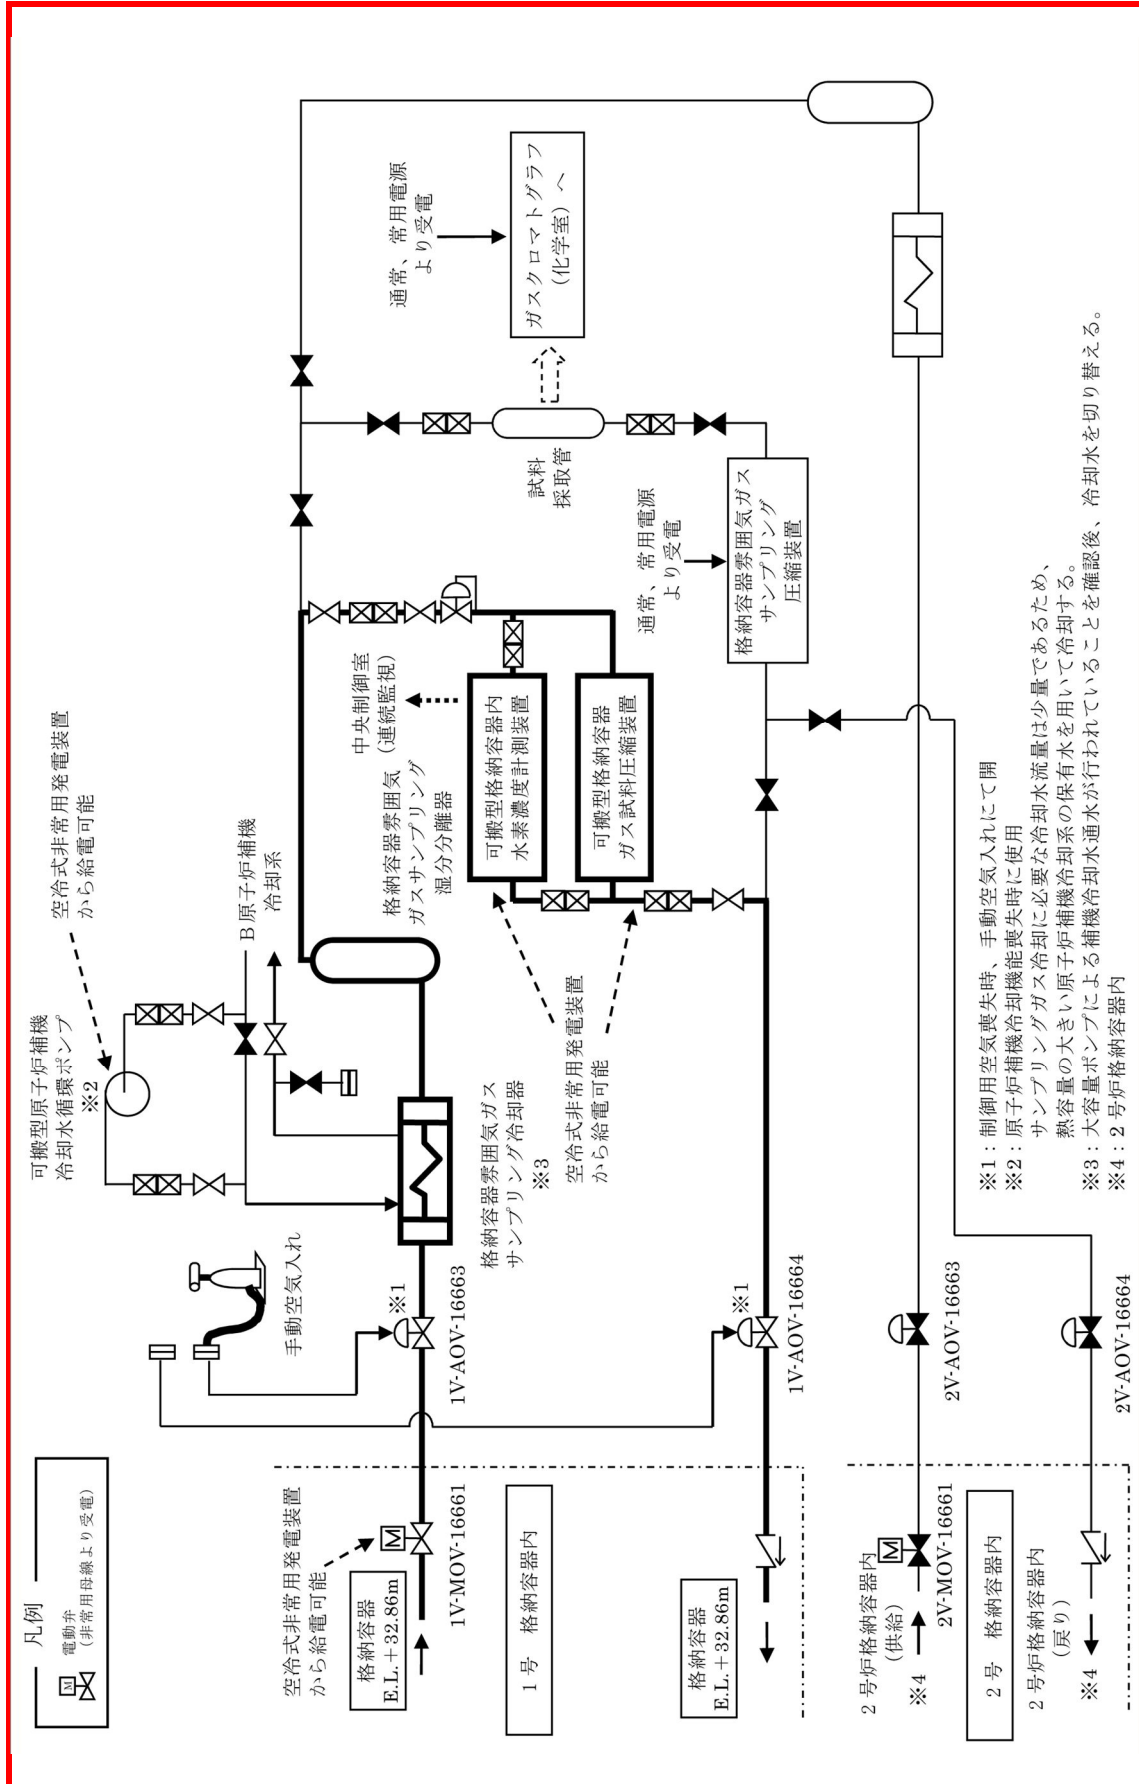 凡例
M
電動弁
（非常用母線より受電）
空冷式非常用発電装置
から給電可能
M
格納容器
E.L.＋32.86m
1V-MOV-16661
1号　格納容器内
格納容器
E.L.＋32.86m
2号炉格納容器内
（供給）
※4
M
2V-MOV-16661
2号　格納容器内
2号炉格納容器内
（戻り）
※4
手動空気入れ
※1
1V-AOV-16663
※1
1V-AOV-16664
2V-AOV-16663
2V-AOV-16664
可搬型原子炉補機
冷却水循環ポンプ
※2
空冷式非常用発電装置
から給電可能
B原子炉補機
冷却系
格納容器雰囲気ガス
サンプリング冷却器
※3
格納容器雰囲気
ガスサンプリング
湿分分離器
空冷式非常用発電装置
から給電可能
中央制御室
（連続監視）
可搬型格納容器内
水素濃度計測装置
可搬型格納容器
ガス試料圧縮装置
通常、常用電源
より受電
格納容器雰囲気ガス
サンプリング
圧縮装置
試料
採取管
通常、常用電源
より受電
ガスクロマトグラフ
（化学室）へ
※1：制御用空気喪失時、手動空気入れにて開
※2：原子炉補機冷却機能喪失時に使用
サンプリングガス冷却に必要な冷却水流量は少量であるため、
熱容量の大きい原子炉補機冷却系の保有水を用いて冷却する。
※3：大容量ポンプによる補機冷却水通水が行われていることを確認後、冷却水を切り替える。
※4：2号炉格納容器内